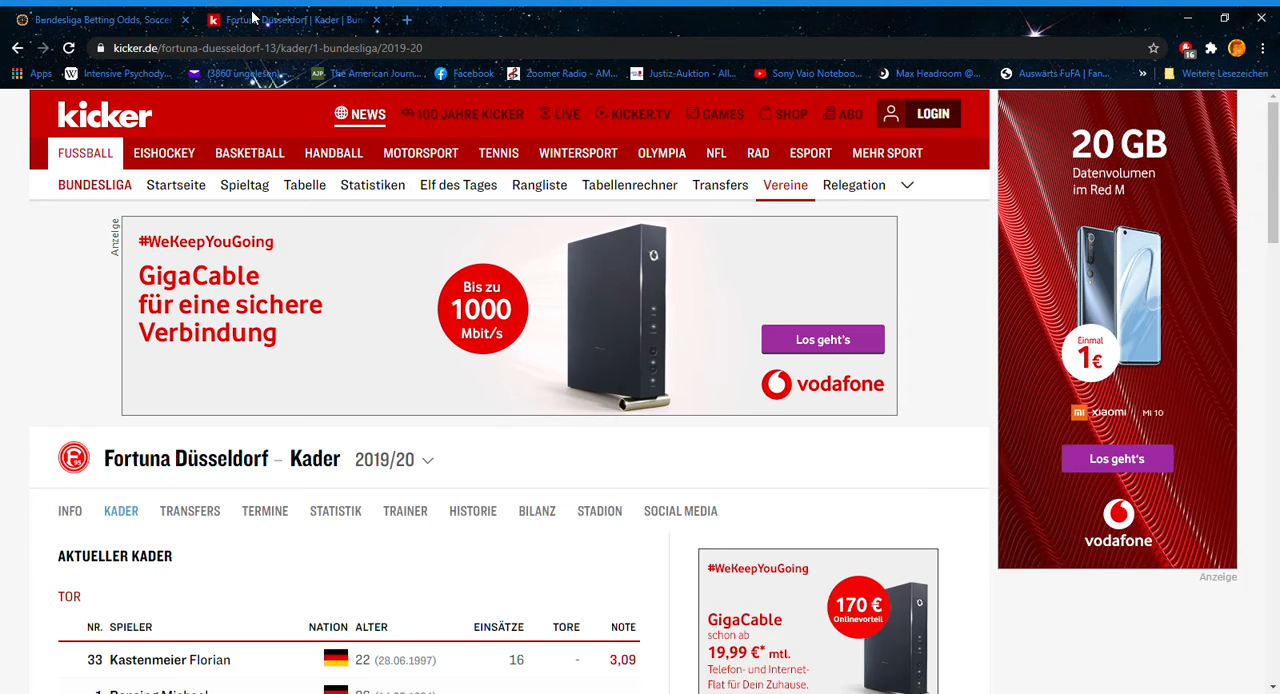 Bundesliga Betting Odds, Soccer
Fortuna Düsseldorf | Kader | Bun
kicker.de/fortuna-duesseldorf-13/kader/1-bundesliga/2019-20
16
Apps
Intensive Psychody...
(3860 ungelesen)
The American Journ...
Facebook
Zoomer Radio - AM...
Justiz-Auktion - All...
Sony Vaio Noteboo...
Max Headroom @...
Auswärts FuFA | Fan...
»
Weitere Lesezeichen
kicker
NEWS
100 JAHRE KICKER
LIVE
KICKER.TV
GAMES
SHOP
ABO
LOGIN
FUSSBALL EISHOCKEY BASKETBALL HANDBALL MOTORSPORT TENNIS WINTERSPORT OLYMPIA NFL RAD ESPORT MEHR SPORT
BUNDESLIGA Startseite Spieltag Tabelle Statistiken Elf des Tages Rangliste Tabellenrechner Transfers Vereine Relegation
Anzeige
#WeKeepYouGoing
GigaCable
für eine sichere
Verbindung
Bis zu
1000
Mbit/s
Los geht's
vodafone
20 GB
Datenvolumen
im Red M
Einmal
1€
mi xiaomi MI 10
Los geht's
vodafone
Anzeige
Fortuna Düsseldorf – Kader 2019/20
INFO KADER TRANSFERS TERMINE STATISTIK TRAINER HISTORIE BILANZ STADION SOCIAL MEDIA
AKTUELLER KADER
TOR
NR. SPIELER NATION ALTER EINSÄTZE TORE NOTE
33 Kastenmeier Florian 22 (28.06.1997) 16 - 3,09
#WeKeepYouGoing
GigaCable
schon ab
19,99 €* mtl.
Telefon- und Internet-
Flat für Dein Zuhause.
170 €
Onlinevorteil